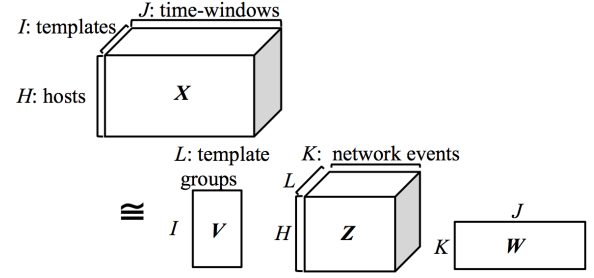 J: time-windows
I: templates
H: hosts
X
L: template
groups
K: network events
L
≅
I
V
H
Z
J
K
W